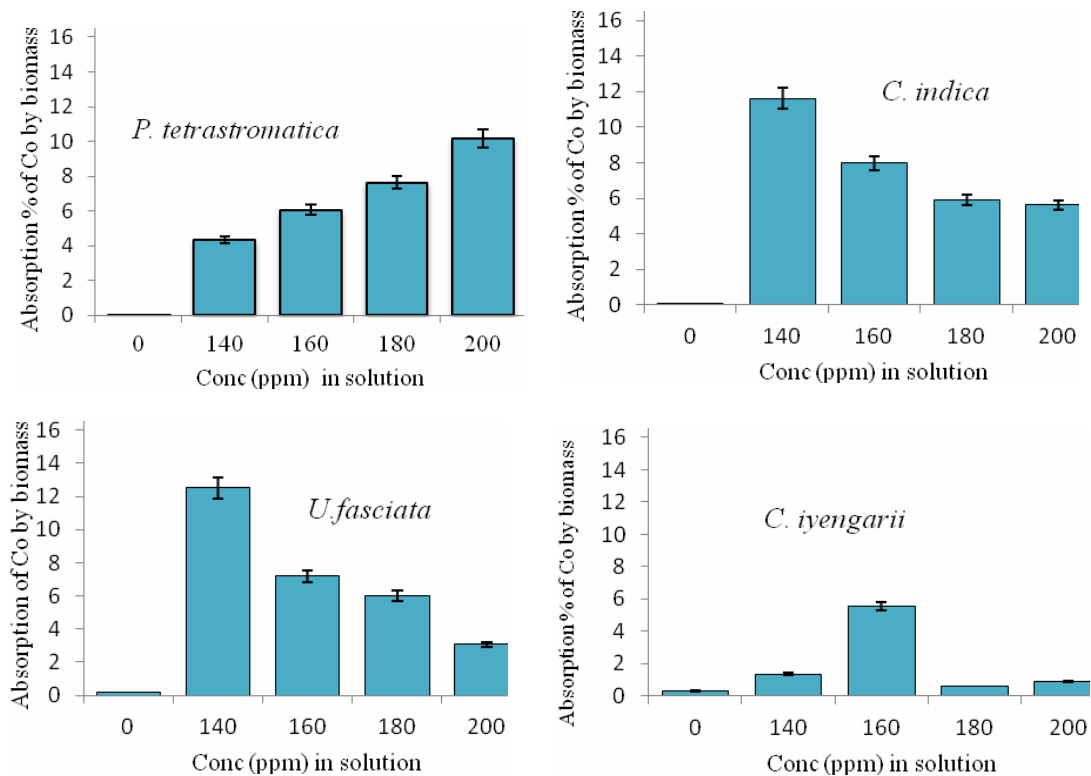 Absorption % of Co by biomass
16
14
12
10
8
6
4
2
0
P. tetrastromatica
0 140 160 180 200
Conc (ppm) in solution
Absorption % of Co by biomass
16
14
12
10
8
6
4
2
0
C. indica
0 140 160 180 200
Conc (ppm) in solution
Absorption of Co by biomass
16
14
12
10
8
6
4
2
0
U.fasciata
0 140 160 180 200
Conc (ppm) in solution
Absorption % of Co by biomass
16
14
12
10
8
6
4
2
0
C. iyengarii
0 140 160 180 200
Conc (ppm) in solution